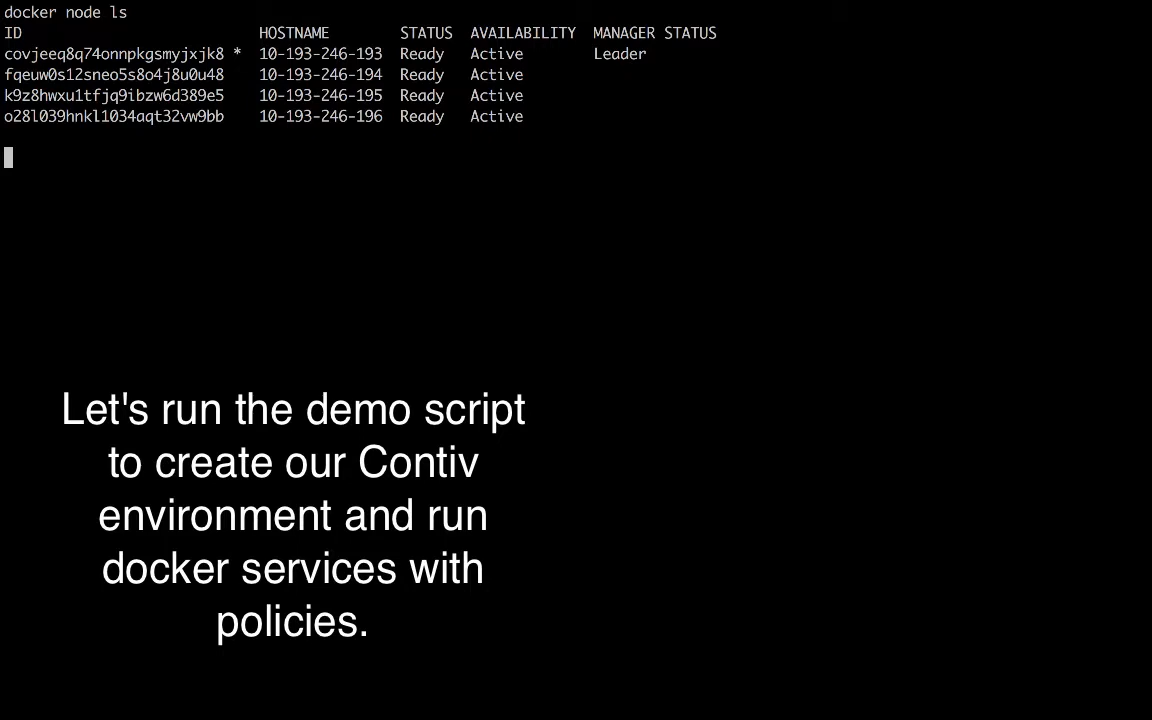 docker node ls
ID HOSTNAME STATUS AVAILABILITY MANAGER STATUS
covjeeq8q74onnpkgsmyjxjk8 * 10-193-246-193 Ready Active Leader
fqeuw0s12sneo5s8o4j8u0u48 10-193-246-194 Ready Active
k9z8hwxu1tfjq9ibzw6d389e5 10-193-246-195 Ready Active
o28l039hnkl1034aqt32vw9bb 10-193-246-196 Ready Active
Let's run the demo script
to create our Contiv
environment and run
docker services with
policies.